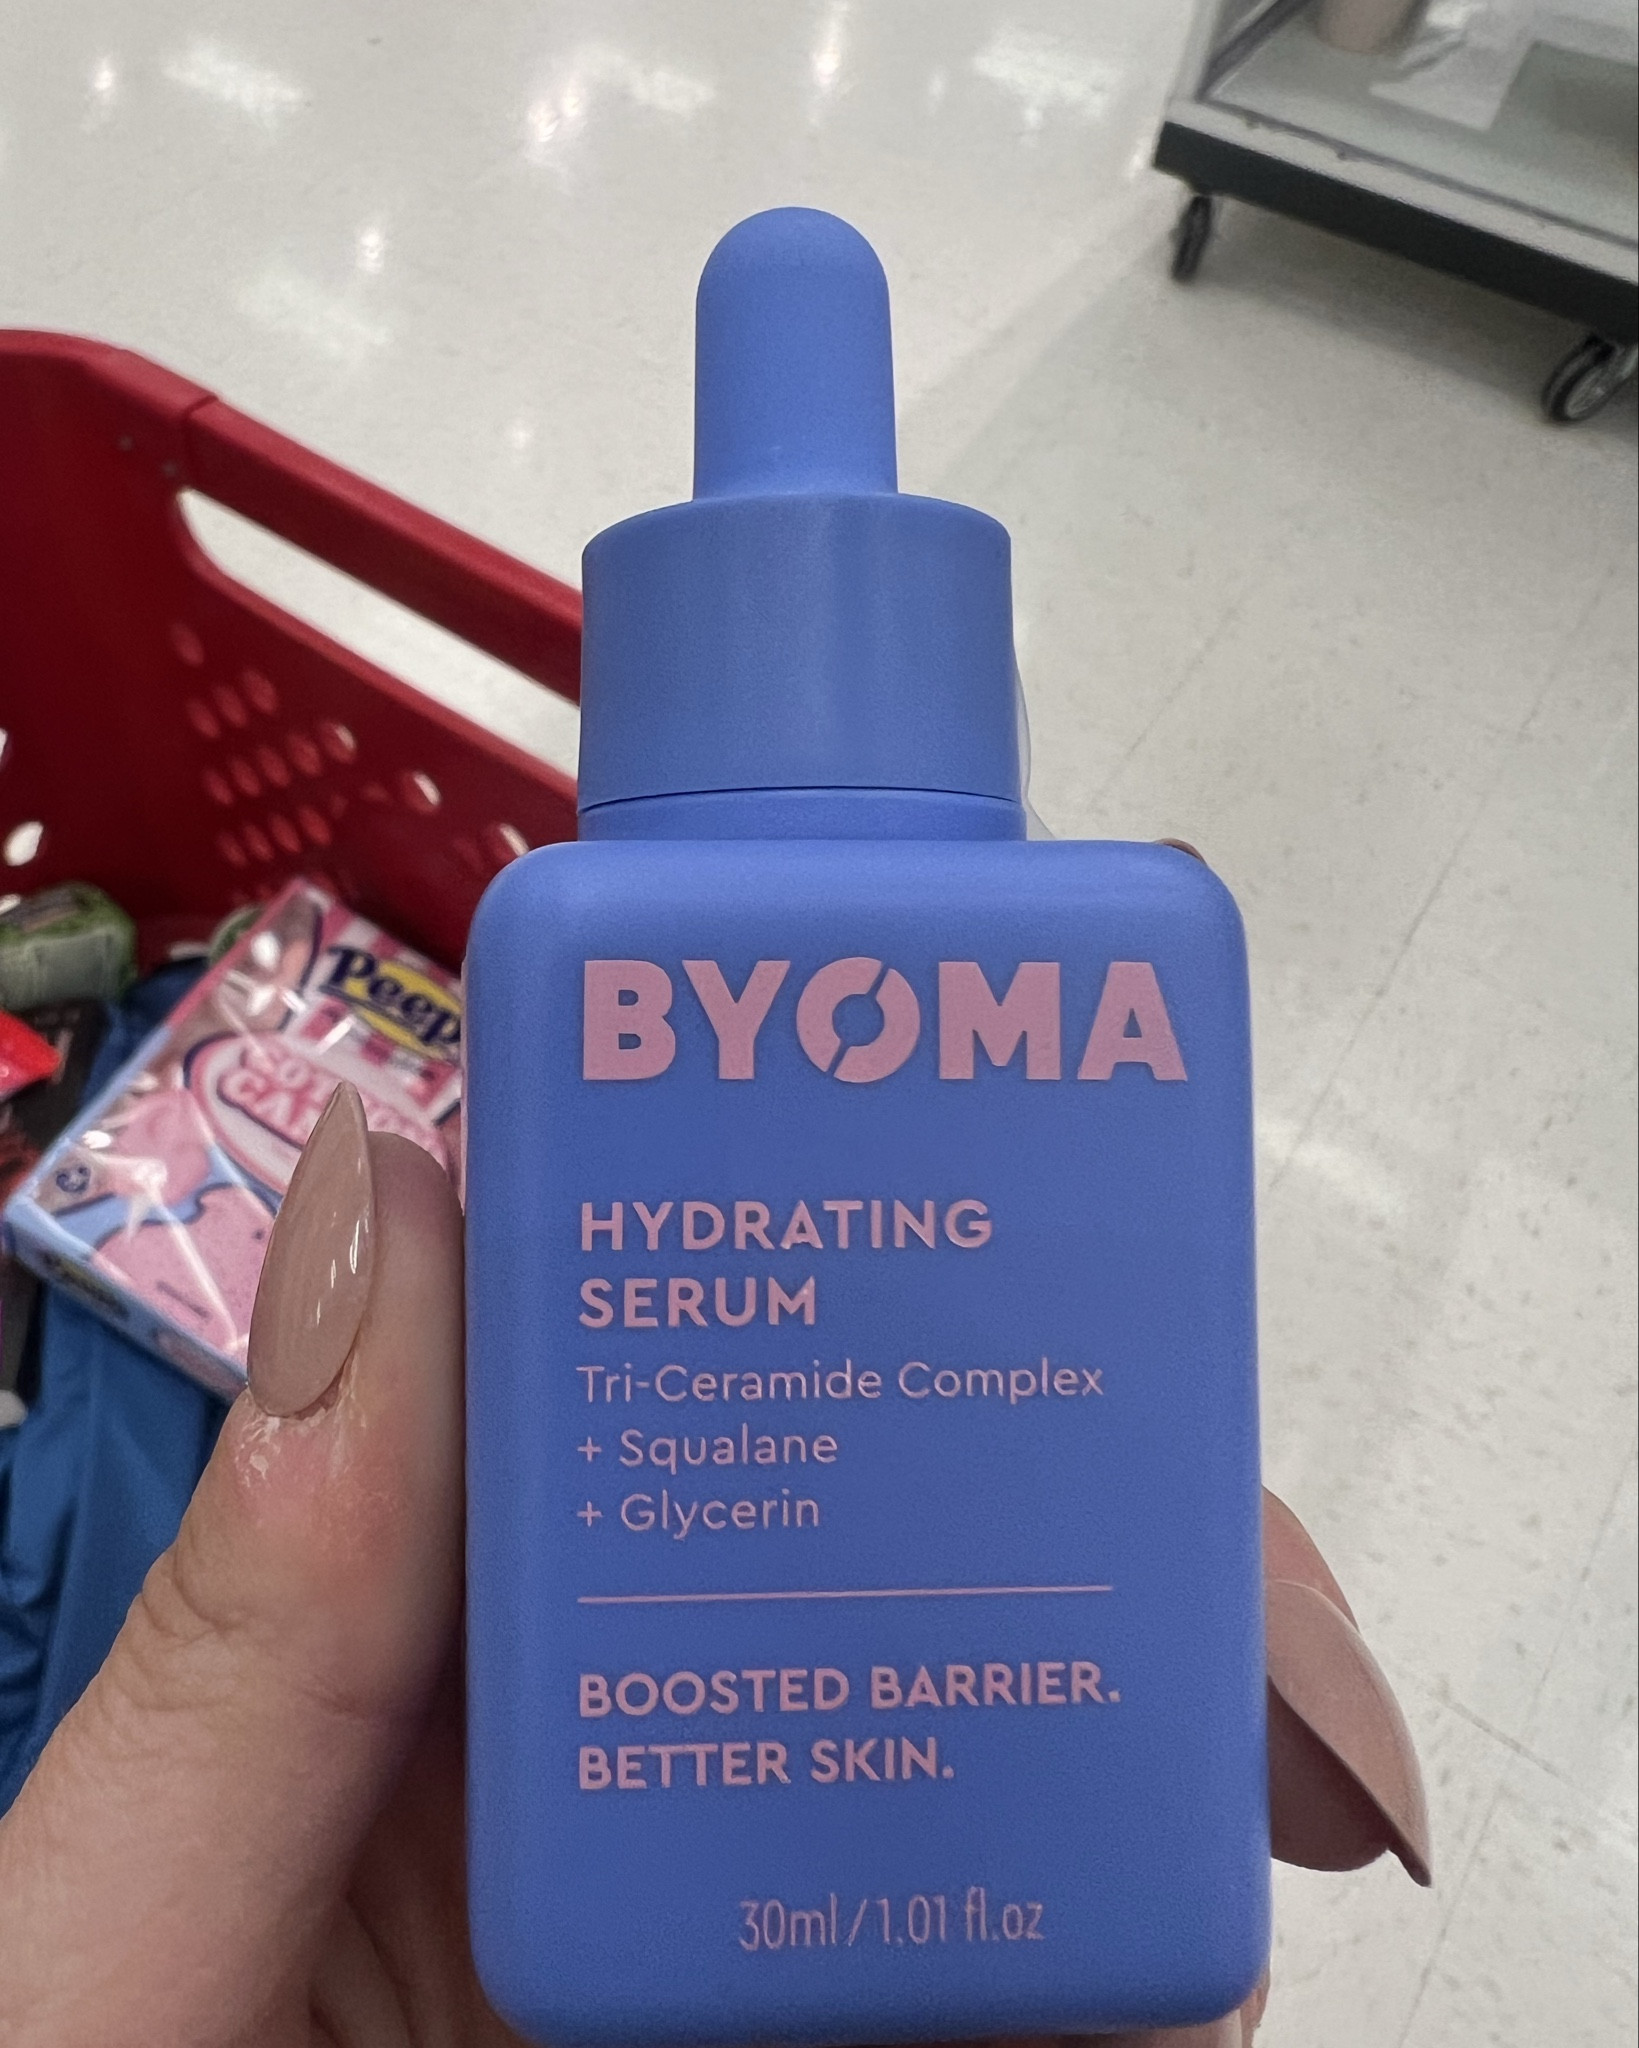 BYOMA
HYDRATING
SERUM
Tri-Ceramide Complex
+ Squalane
+ Glycerin
BOOSTED BARRIER.
BETTER SKIN.
30ml/1.01 fl.oz
Peep